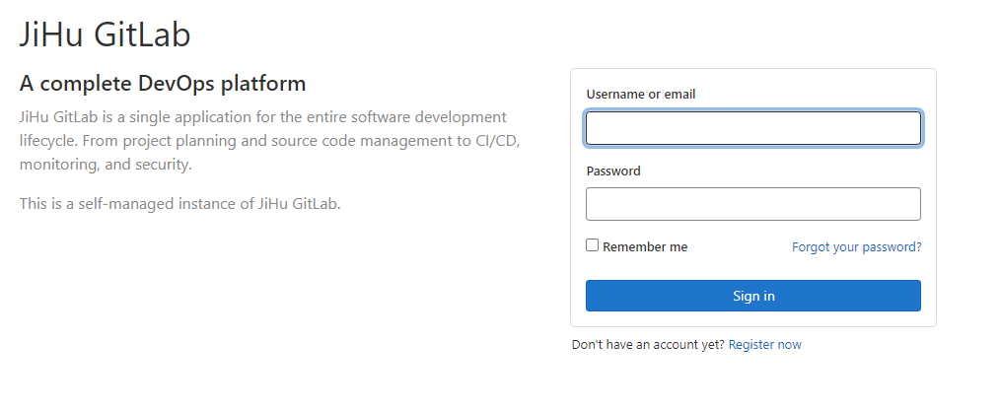 JiHu GitLab
A complete DevOps platform
JiHu GitLab is a single application for the entire software development
lifecycle. From project planning and source code management to CI/CD,
monitoring, and security.
This is a self-managed instance of JiHu GitLab.
Username or email
Password
Remember me
Forgot your password?
Sign in
Don't have an account yet? Register now